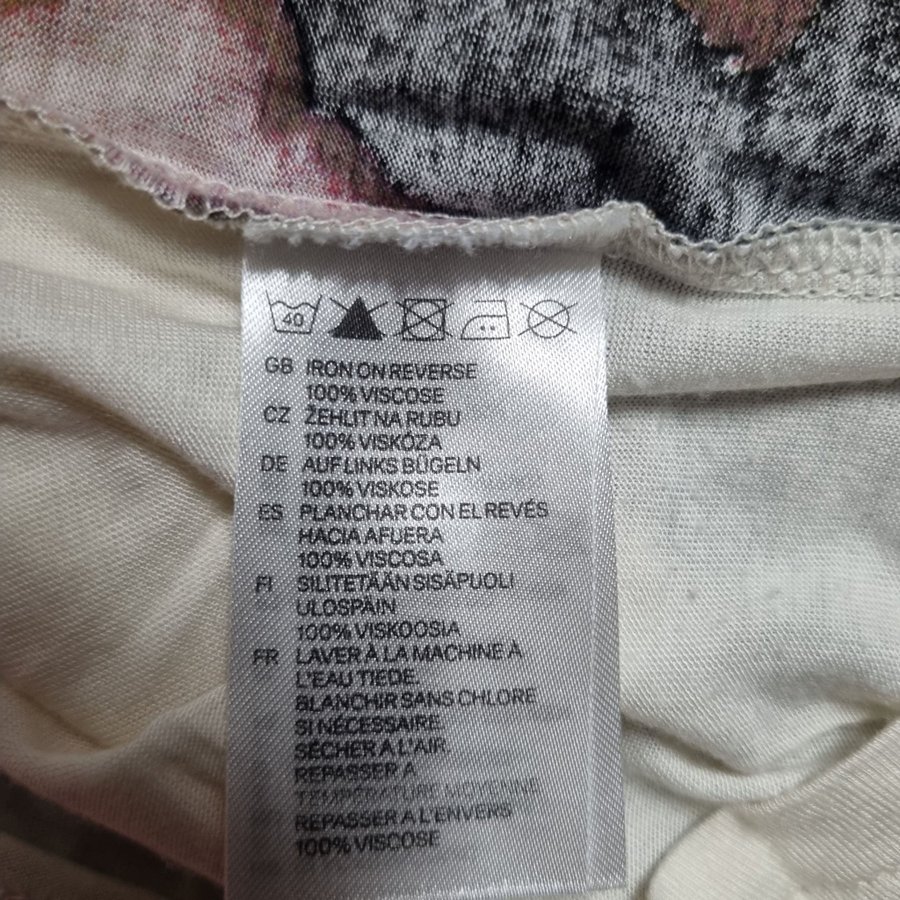 40
GB IRON ON REVERSE
100% VISCOSE
CZ ŽEHLIT NA RUBU
100% VISKÓZA
DE AUF LINKS BÜGELN
100% VISKOSE
ES PLANCHAR CON EL REVÉS
HACIA AFUERA
100% VISCOSA
FI SILITETÄÄN SISÄPUOLI
ULOSPÄIN
100% VISKOOSIA
FR LAVER À LA MACHINE À
L'EAU TIEDE.
BLANCHIR SANS CHLORE
SI NÉCESSAIRE.
SÉCHER A L'AIR.
REPASSER A
TEMPÉRATURE MOYENNE
REPASSER A L'ENVERS
100% VISCOSE